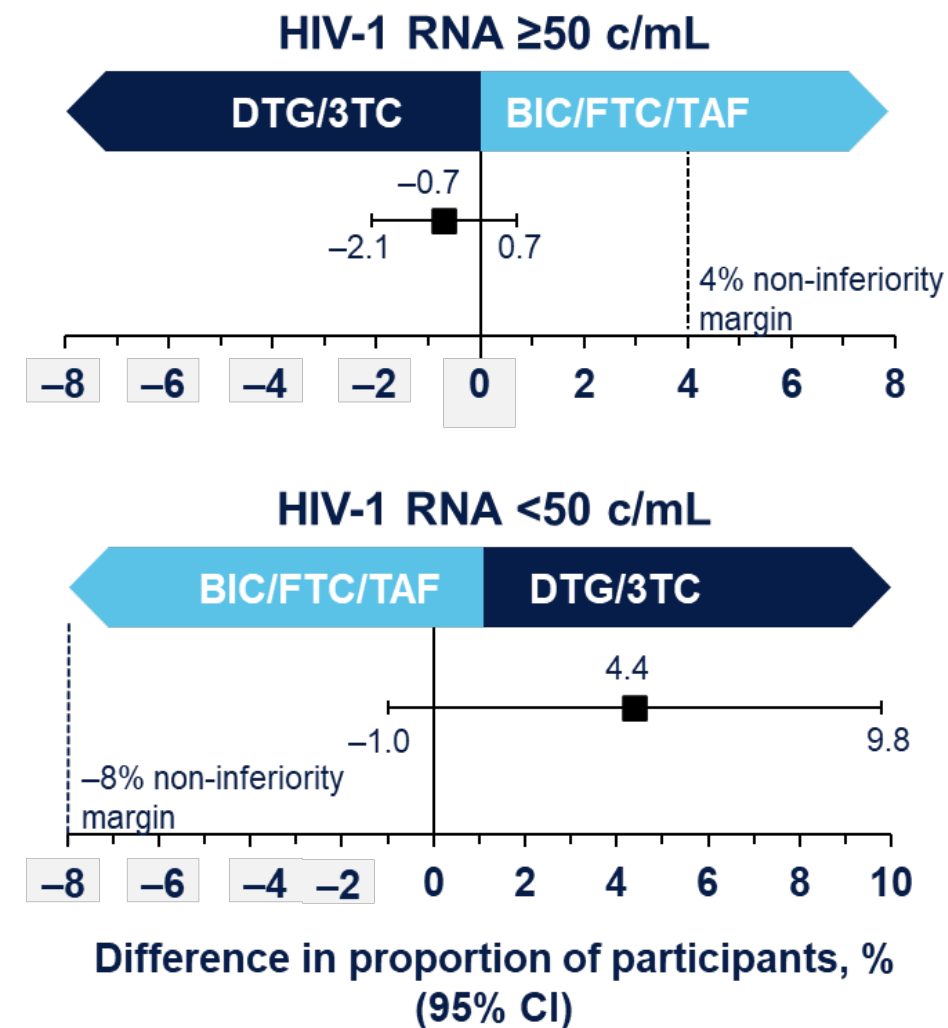 HIV-1 RNA ≥50 c/mL
DTG/3TC BIC/FTC/TAF
–0.7
–2.1 0.7
4% non-inferiority
margin
–8 –6 –4 –2 0 2 4 6 8
HIV-1 RNA <50 c/mL
BIC/FTC/TAF DTG/3TC
4.4
–1.0 9.8
–8% non-inferiority
margin
–8 –6 –4 –2 0 2 4 6 8 10
Difference in proportion of participants, %
(95% CI)